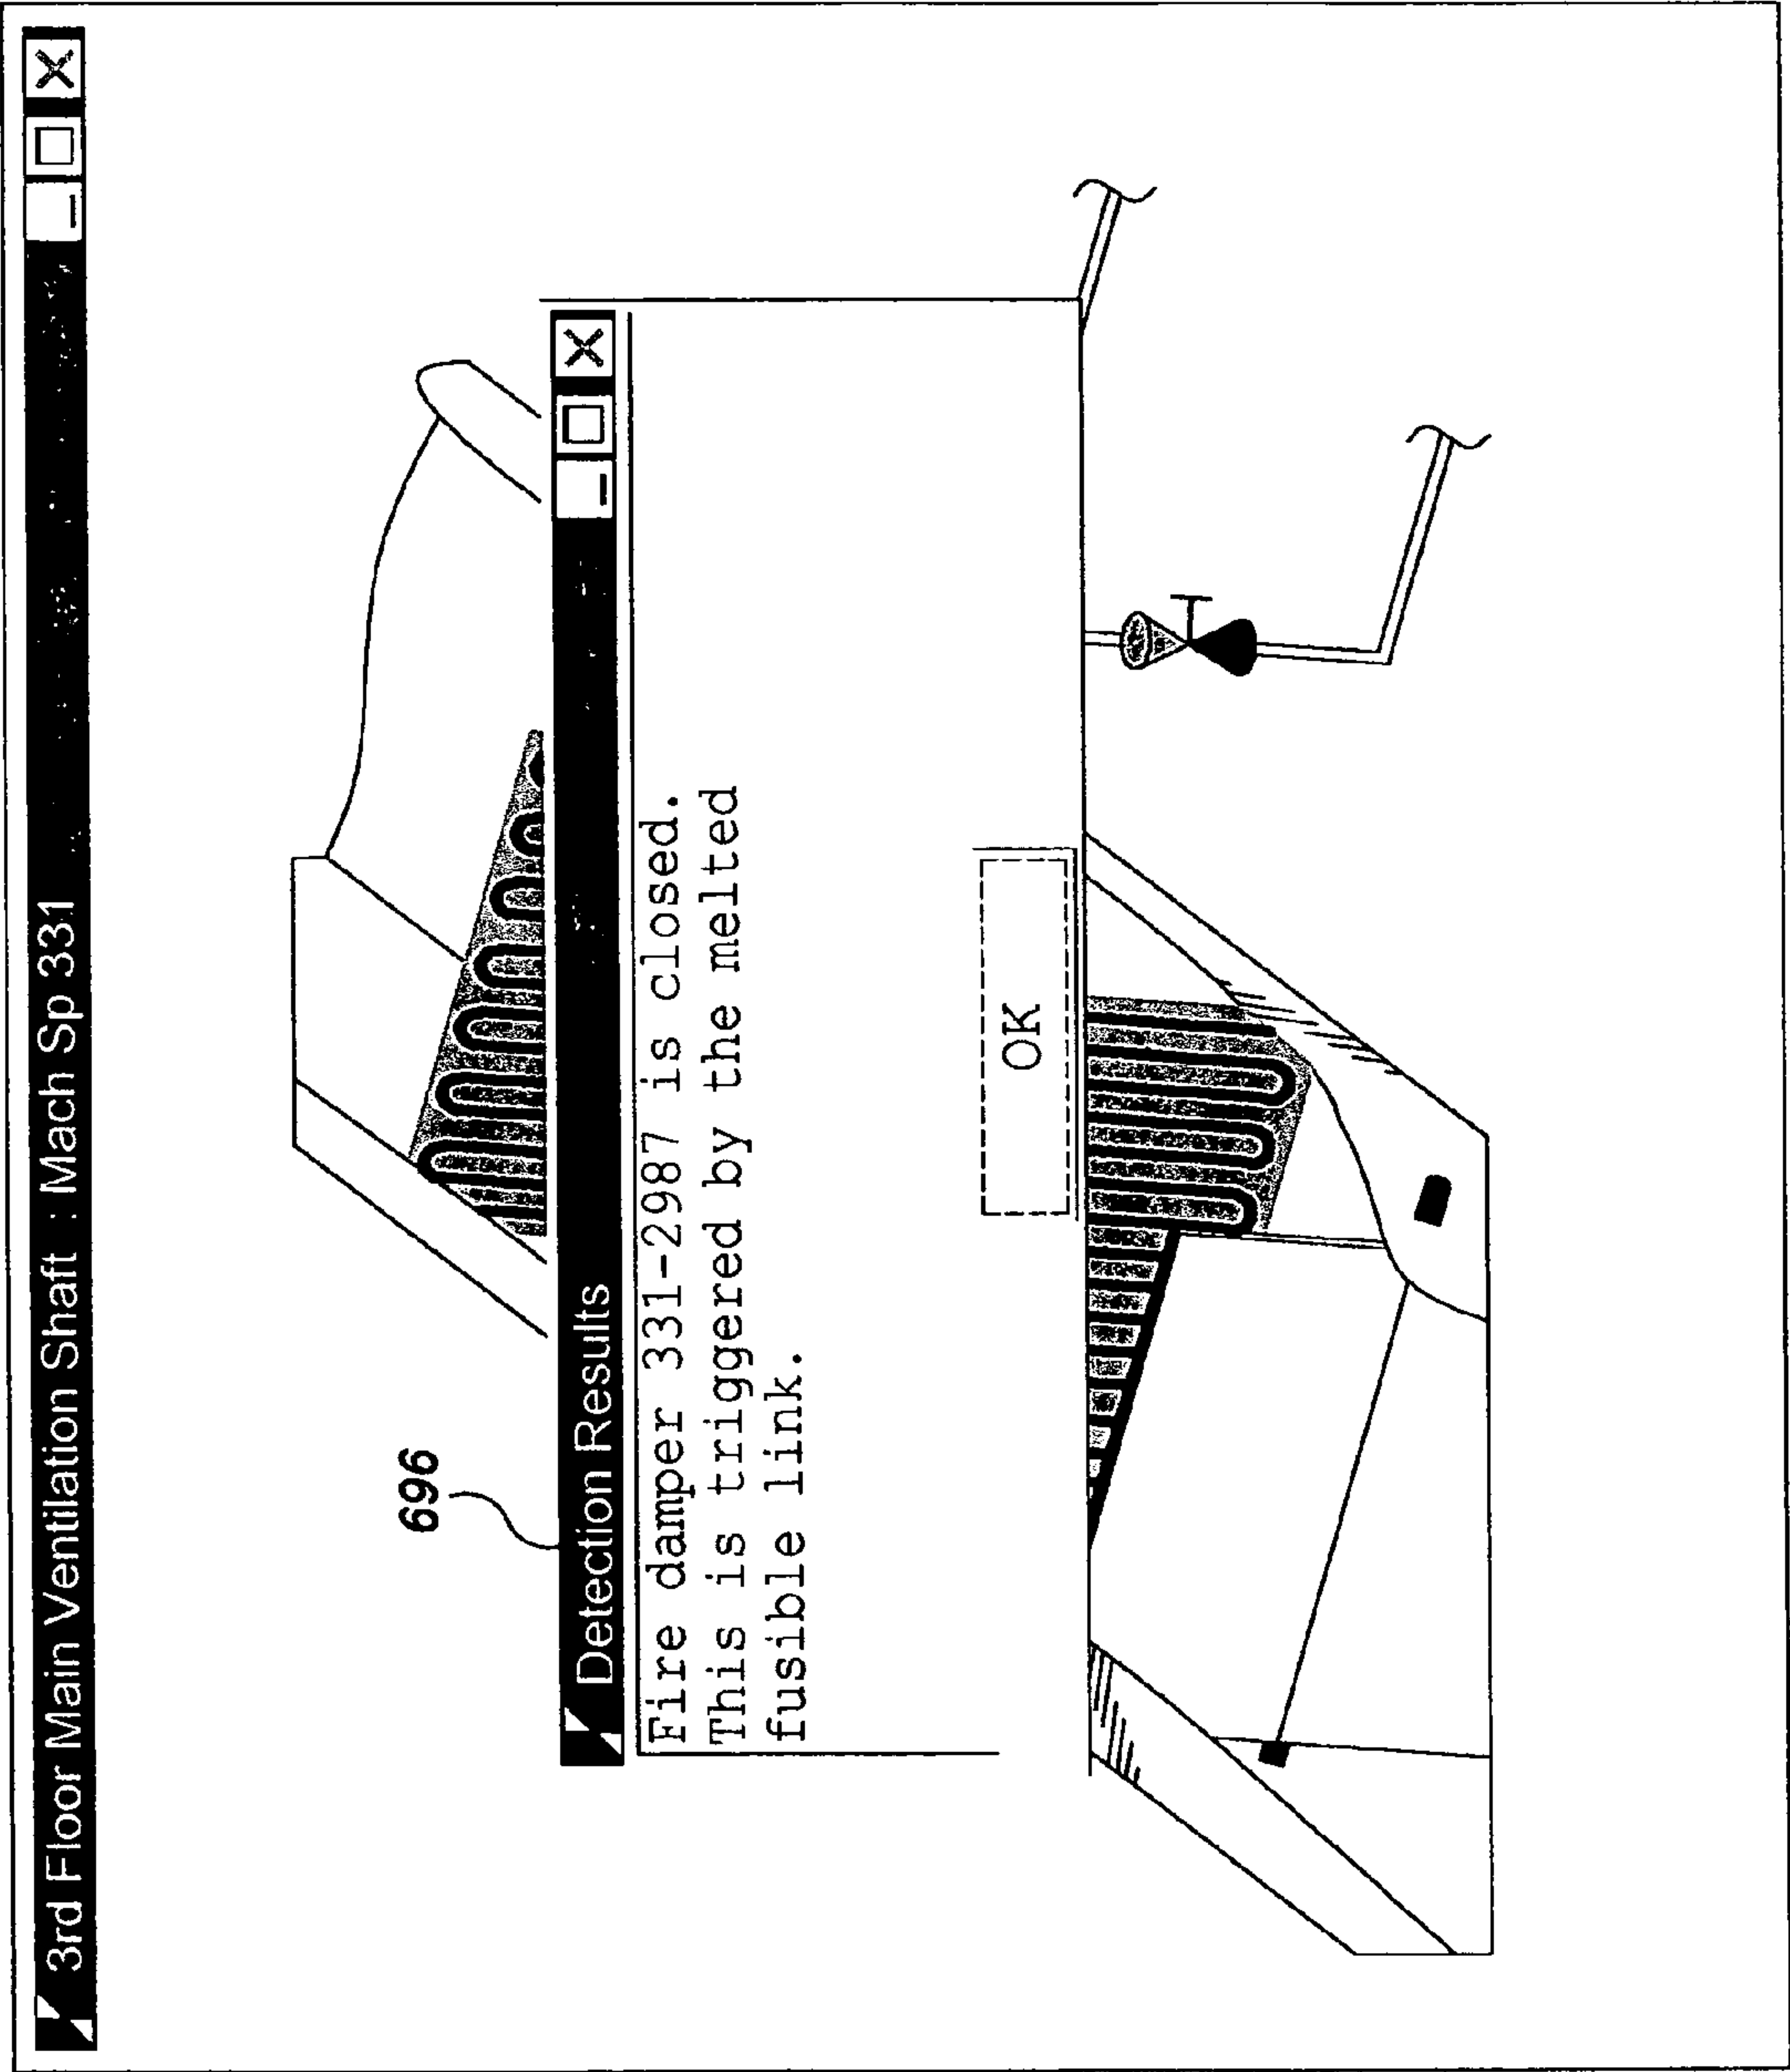 3rd Floor Main Ventilation Shaft : Mach Sp 331
696
Detection Results
Fire damper 331-2987 is closed.
This is triggered by the melted
fusible link.
OK